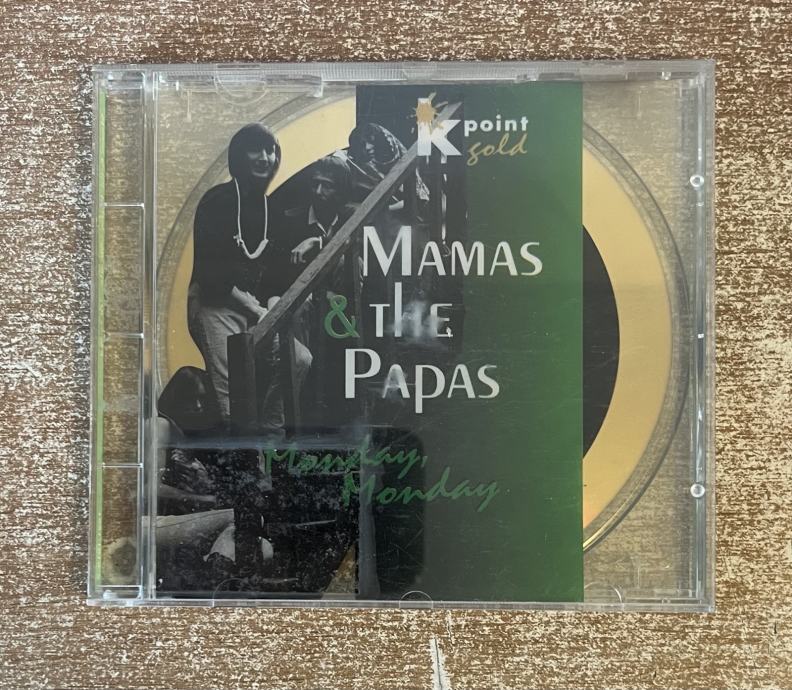 K point
gold
Mamas
& the
Papas
Monday,
Monday